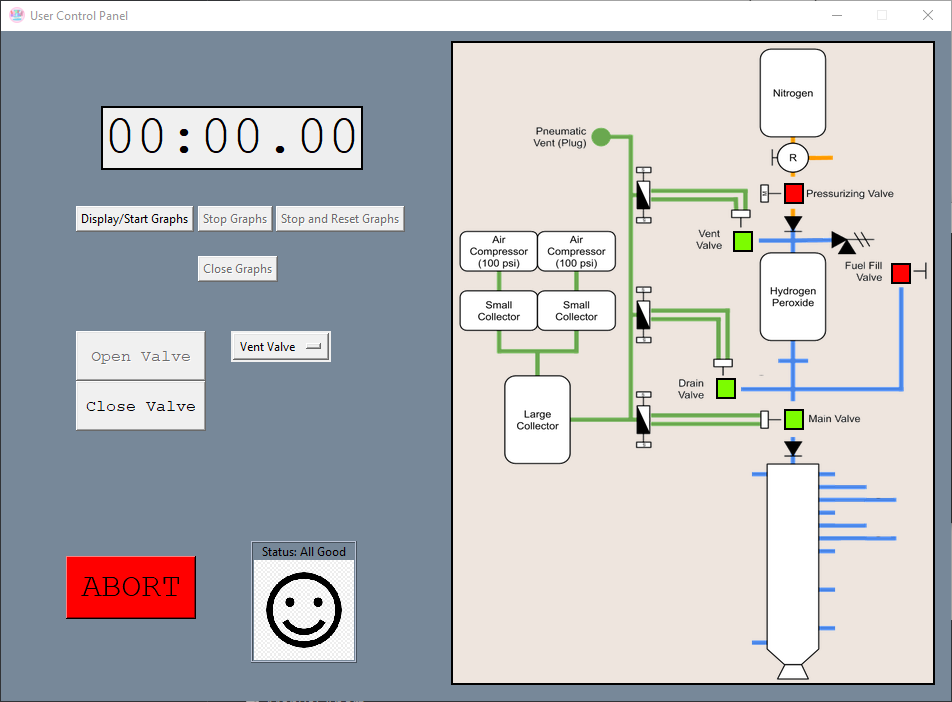 User Control Panel
00:00.00
Display/Start Graphs
Stop Graphs
Stop and Reset Graphs
Close Graphs
Open Valve
Vent Valve
Close Valve
ABORT
Status: All Good
Nitrogen
Pneumatic
Vent (Plug)
R
M
Pressurizing Valve
S
S
Vent
Valve
Air
Compressor
(100 psi)
Air
Compressor
(100 psi)
Fuel Fill
Valve
Hydrogen
Peroxide
Small
Collector
Small
Collector
S
S
Drain
Valve
Large
Collector
S
S
Main Valve